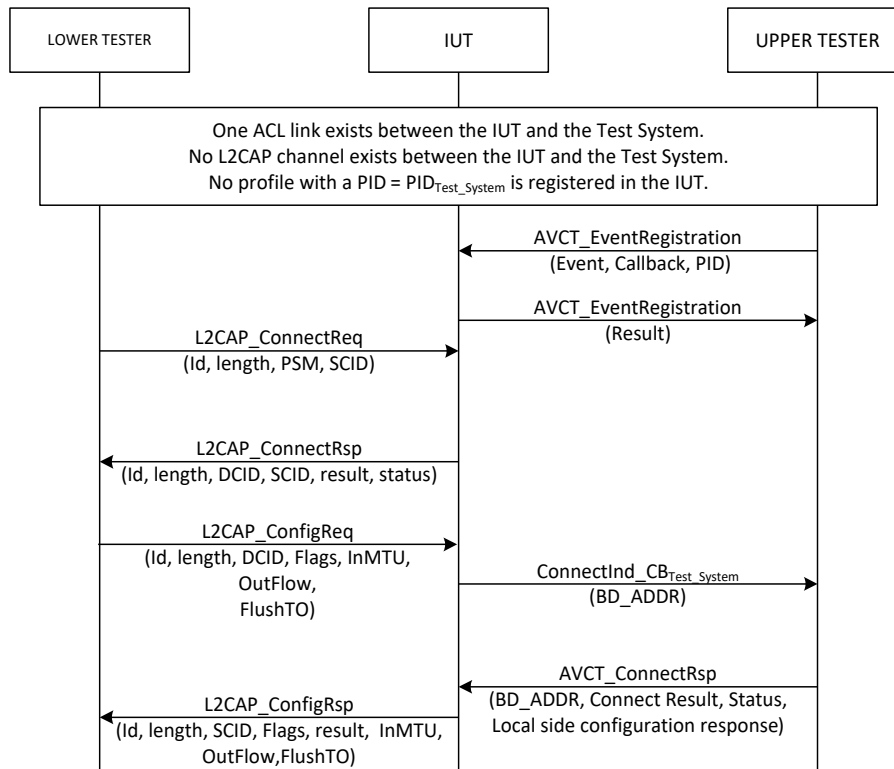 LOWER TESTER
IUT
UPPER TESTER
One ACL link exists between the IUT and the Test System.
No L2CAP channel exists between the IUT and the Test System.
No profile with a PID = PIDTest_System is registered in the IUT.
AVCT_EventRegistration
(Event, Callback, PID)
AVCT_EventRegistration
(Result)
L2CAP_ConnectReq
(Id, length, PSM, SCID)
L2CAP_ConnectRsp
(Id, length, DCID, SCID, result, status)
L2CAP_ConfigReq
(Id, length, DCID, Flags, InMTU,
OutFlow,
FlushTO)
ConnectInd_CBTest_System
(BD_ADDR)
AVCT_ConnectRsp
(BD_ADDR, Connect Result, Status,
Local side configuration response)
L2CAP_ConfigRsp
(Id, length, SCID, Flags, result, InMTU,
OutFlow,FlushTO)